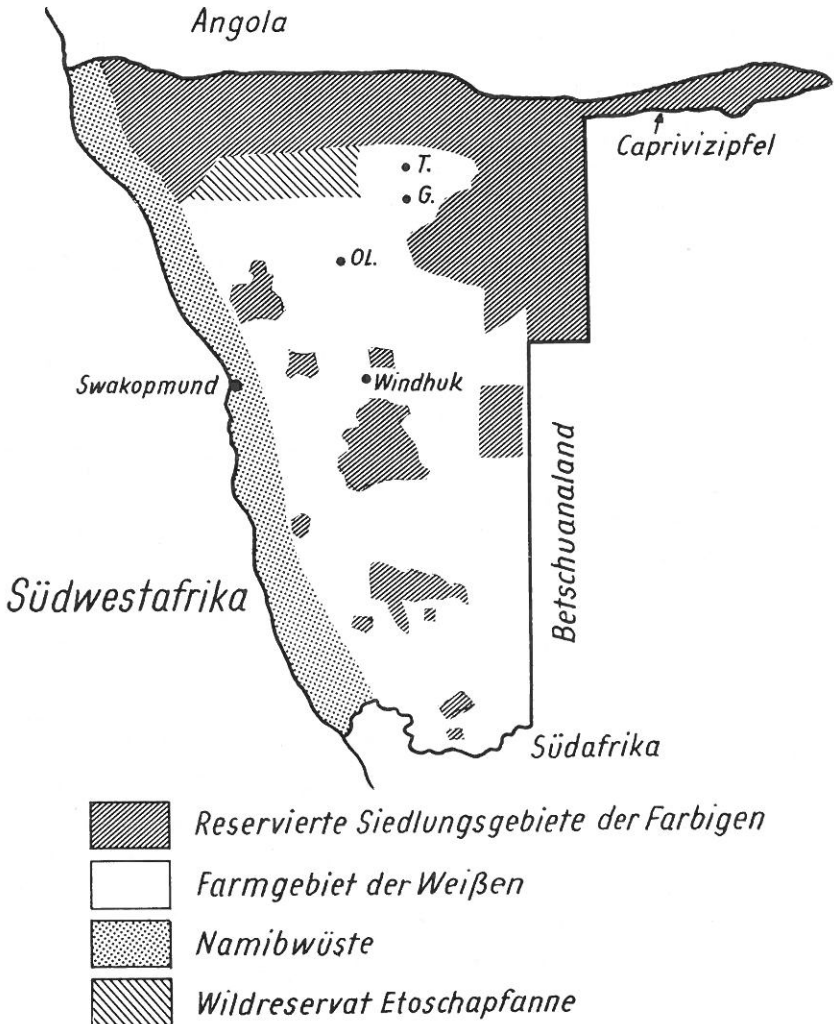 Angola
Caprivizipfel
T.
G.
OL.
Swakopmund
Windhuk
Betschuanaland
Südwestafrika
Südafrika
Reservierte Siedlungsgebiete der Farbigen
Farmgebiet der Weißen
Namibwüste
Wildreservat Etoschapfanne